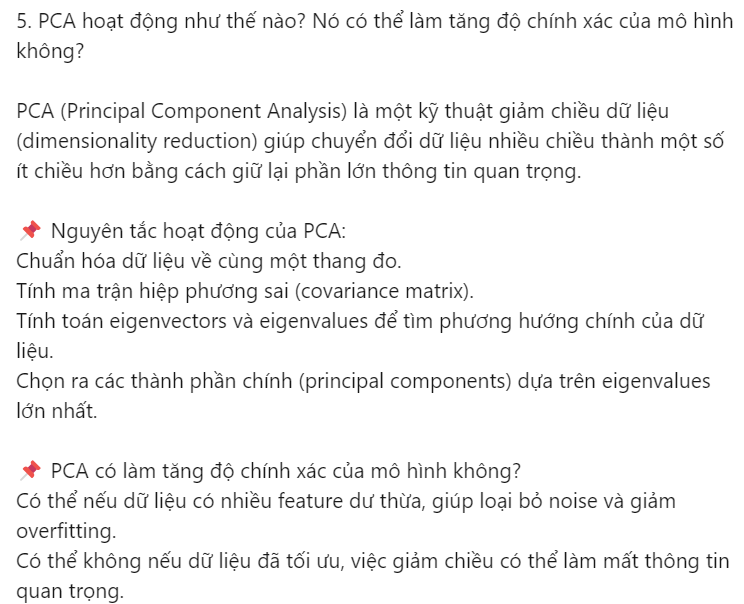 5. PCA hoạt động như thế nào? Nó có thể làm tăng độ chính xác của mô hình
không?
PCA (Principal Component Analysis) là một kỹ thuật giảm chiều dữ liệu
(dimensionality reduction) giúp chuyển đổi dữ liệu nhiều chiều thành một số
ít chiều hơn bằng cách giữ lại phần lớn thông tin quan trọng.
📌 Nguyên tắc hoạt động của PCA:
Chuẩn hóa dữ liệu về cùng một thang đo.
Tính ma trận hiệp phương sai (covariance matrix).
Tính toán eigenvectors và eigenvalues để tìm phương hướng chính của dữ
liệu.
Chọn ra các thành phần chính (principal components) dựa trên eigenvalues
lớn nhất.
📌 PCA có làm tăng độ chính xác của mô hình không?
Có thể nếu dữ liệu có nhiều feature dư thừa, giúp loại bỏ noise và giảm
overfitting.
Có thể không nếu dữ liệu đã tối ưu, việc giảm chiều có thể làm mất thông tin
quan trọng.